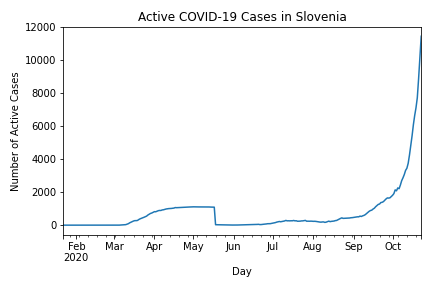 Active COVID-19 Cases in Slovenia
12000
10000
8000
6000
4000
2000
0
Number of Active Cases
Feb Mar Apr May Jun Jul Aug Sep Oct
2020
Day